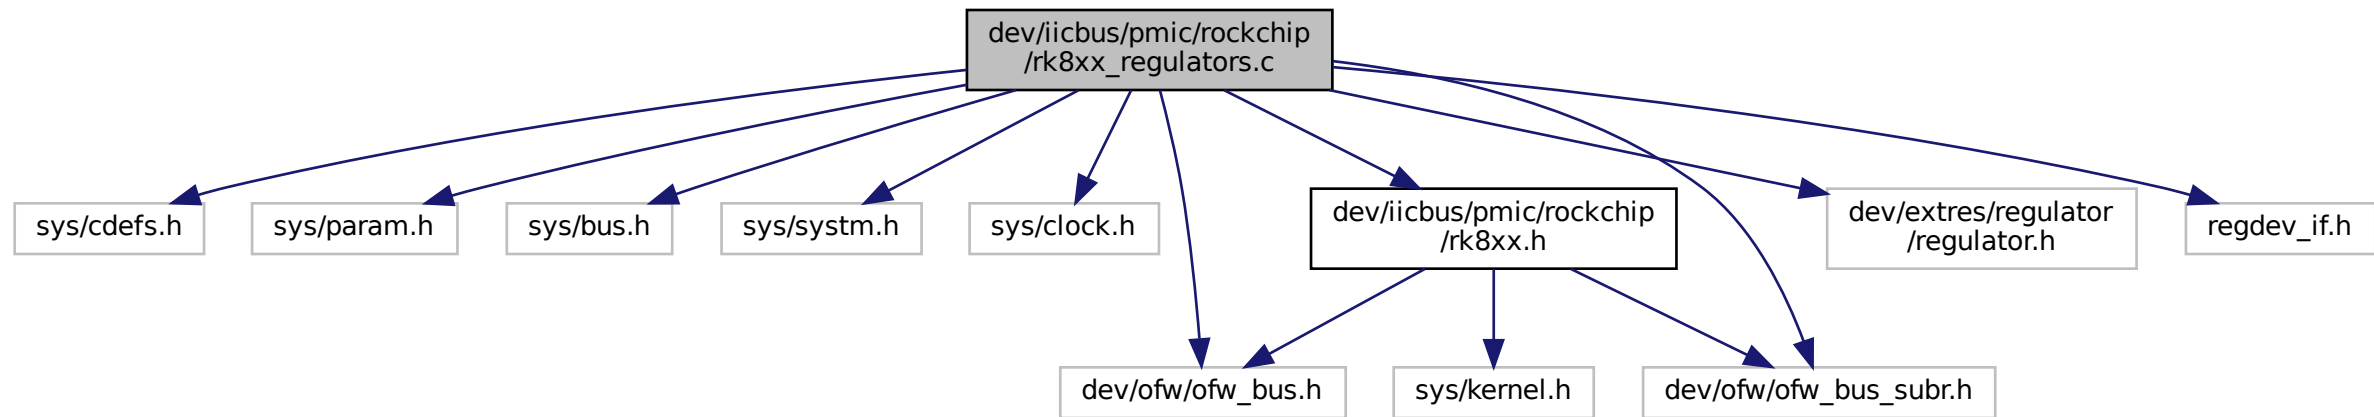 dev/iicbus/pmic/rockchip
/rk8xx_regulators.c
sys/cdefs.h
sys/param.h
sys/bus.h
sys/systm.h
sys/clock.h
dev/iicbus/pmic/rockchip
/rk8xx.h
dev/extres/regulator
/regulator.h
regdev_if.h
dev/ofw/ofw_bus.h
sys/kernel.h
dev/ofw/ofw_bus_subr.h